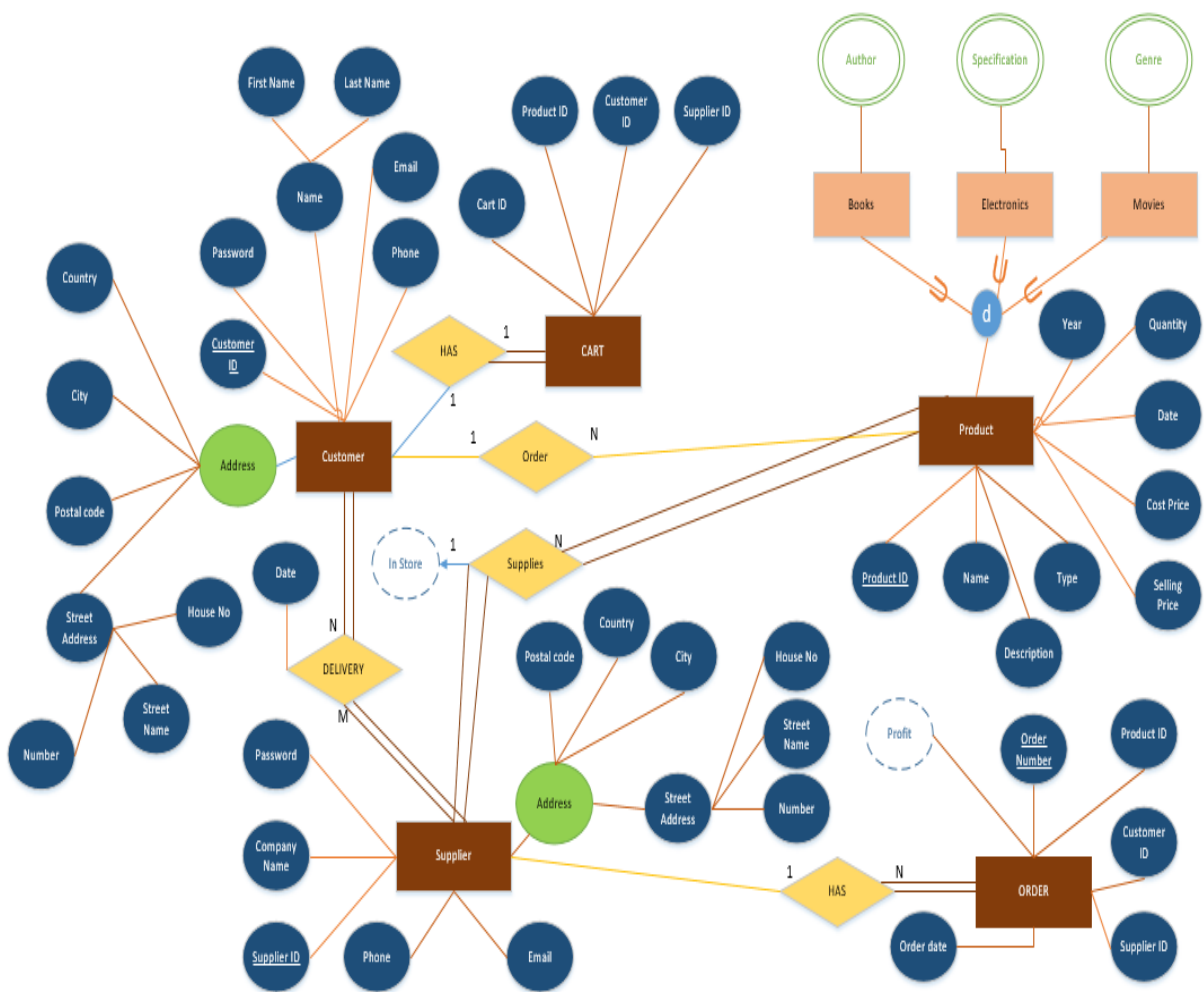 Author
Specification
Genre
First Name
Last Name
Product ID
Customer
ID
Supplier ID
Email
Name
Cart ID
Books
Electronics
Movies
Password
Phone
Country
d
Year
Quantity
HAS
1
CART
Customer
ID
1
City
Date
Product
1
N
Customer
Order
Address
Postal code
Cost Price
1
N
In Store
Supplies
Date
Product ID
Name
Type
Selling
Price
House No
Street
Address
N
Country
Postal code
City
House No
Description
DELIVERY
Street
Name
M
Number
Password
Street
Name
Profit
Order
Number
Product ID
Address
Street
Address
Number
Company
Name
Supplier
Customer
ID
1
N
HAS
ORDER
Supplier ID
Phone
Email
Order date
Supplier ID